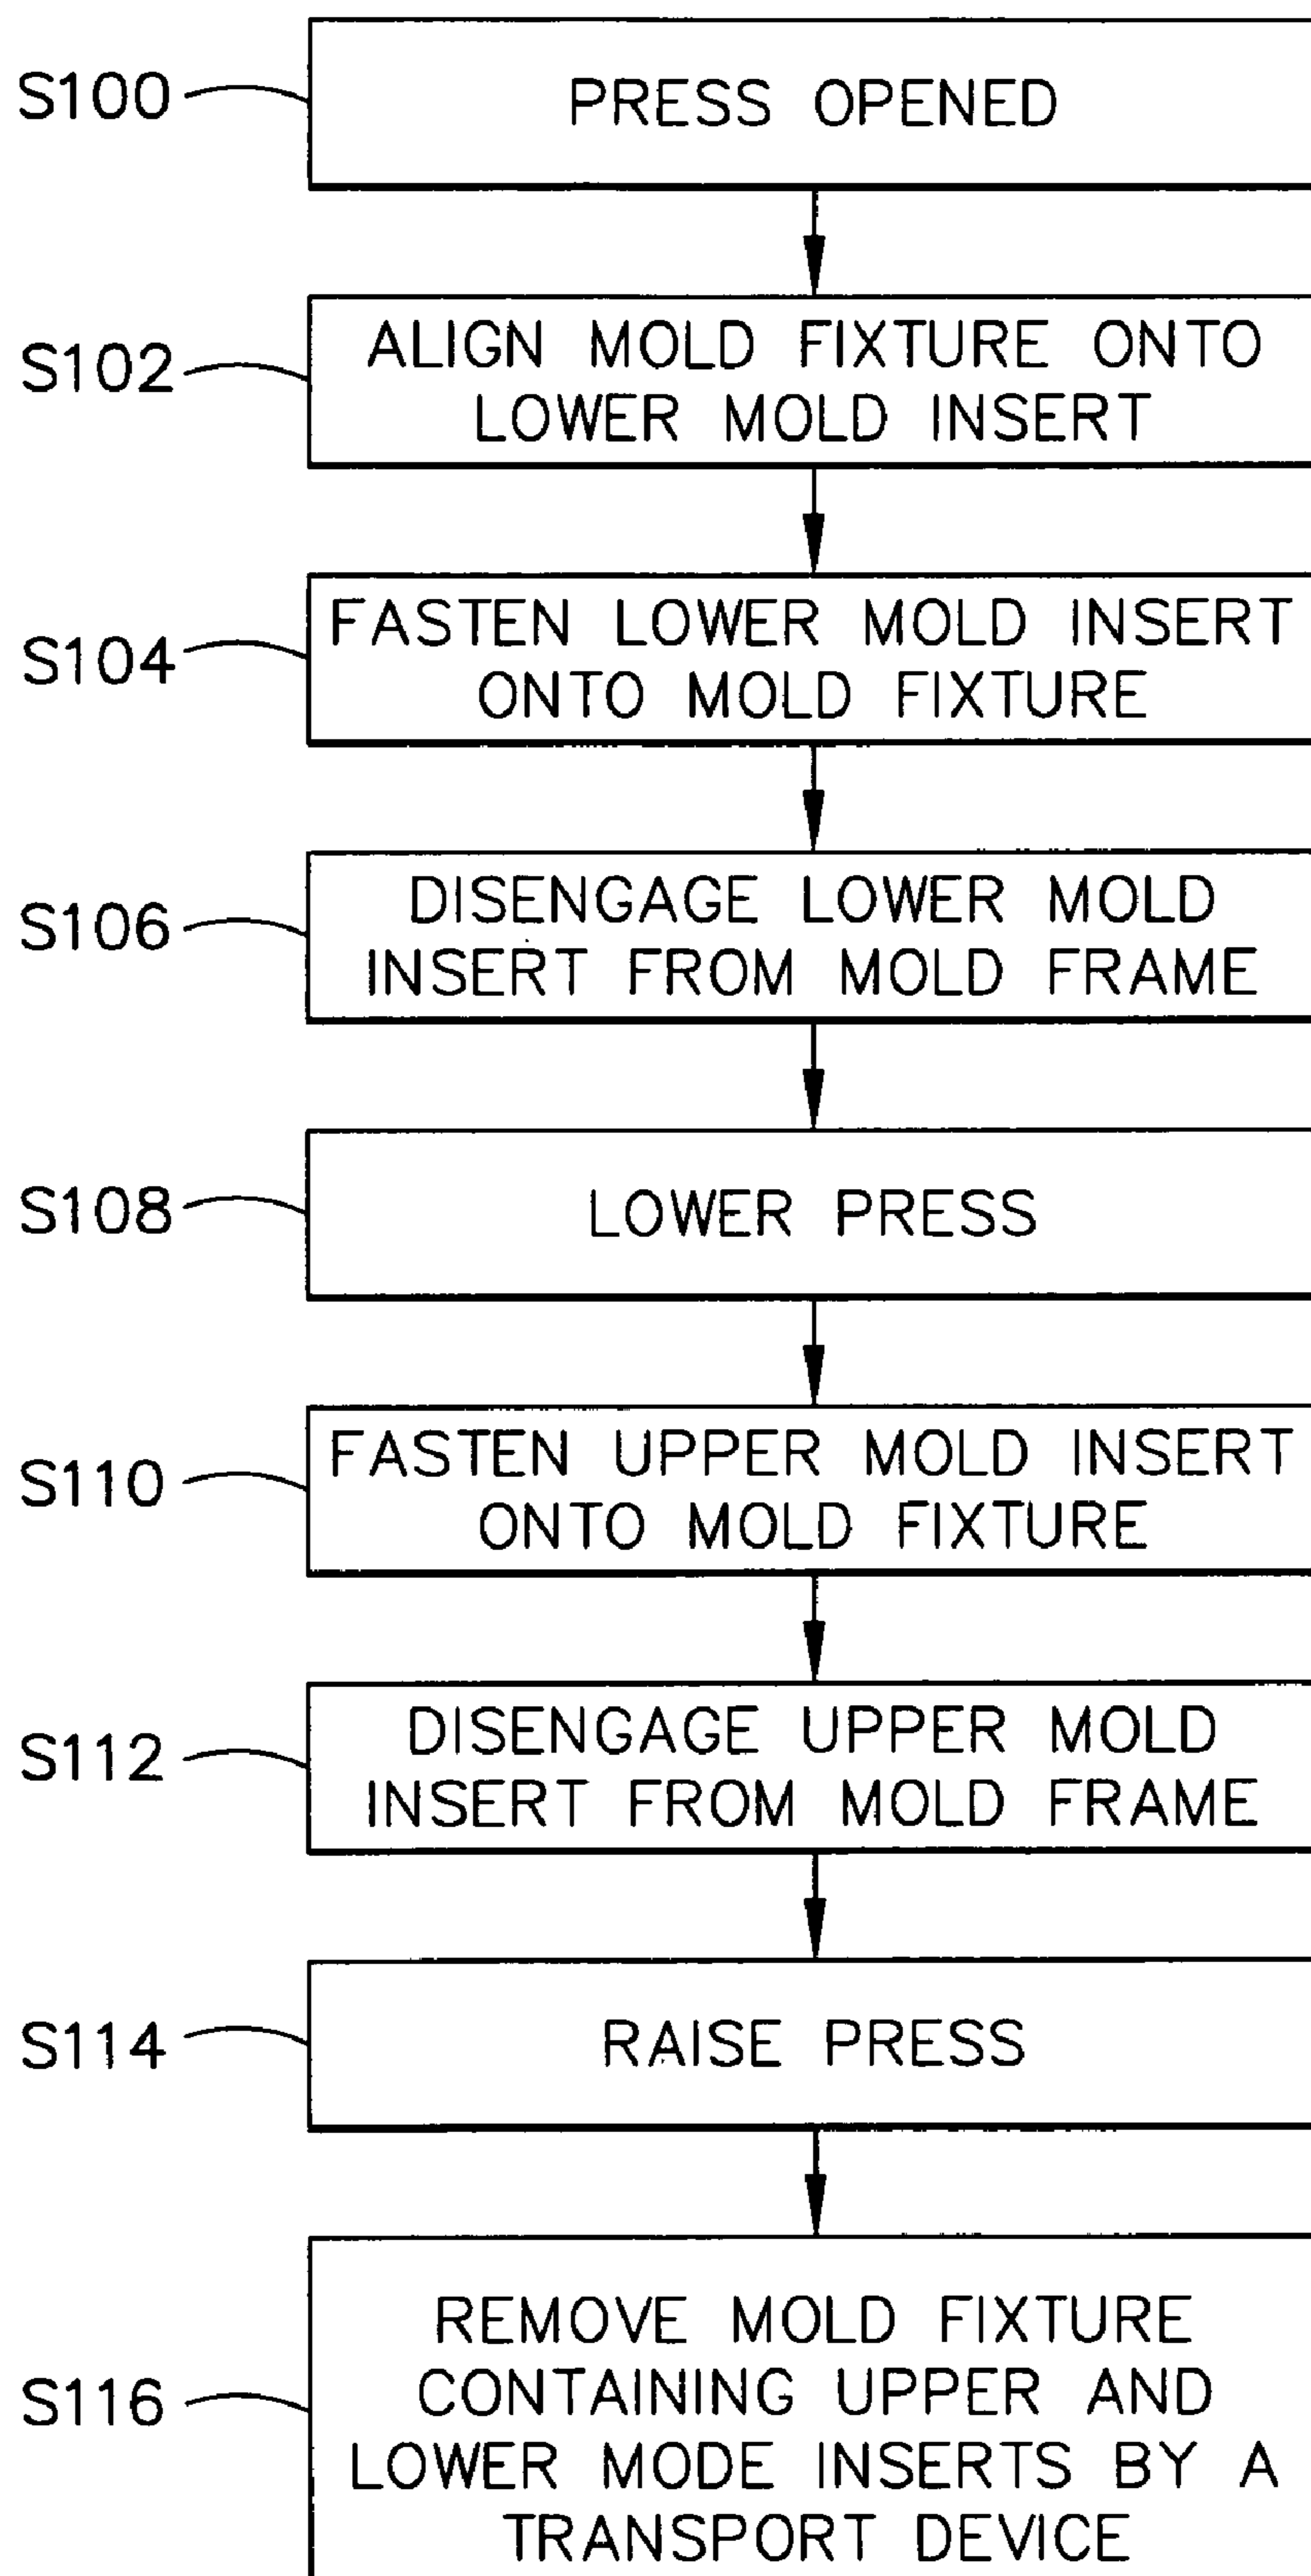 S100
PRESS OPENED
S102
ALIGN MOLD FIXTURE ONTO
LOWER MOLD INSERT
S104
FASTEN LOWER MOLD INSERT
ONTO MOLD FIXTURE
S106
DISENGAGE LOWER MOLD
INSERT FROM MOLD FRAME
S108
LOWER PRESS
S110
FASTEN UPPER MOLD INSERT
ONTO MOLD FIXTURE
S112
DISENGAGE UPPER MOLD
INSERT FROM MOLD FRAME
S114
RAISE PRESS
S116
REMOVE MOLD FIXTURE
CONTAINING UPPER AND
LOWER MODE INSERTS BY A
TRANSPORT DEVICE